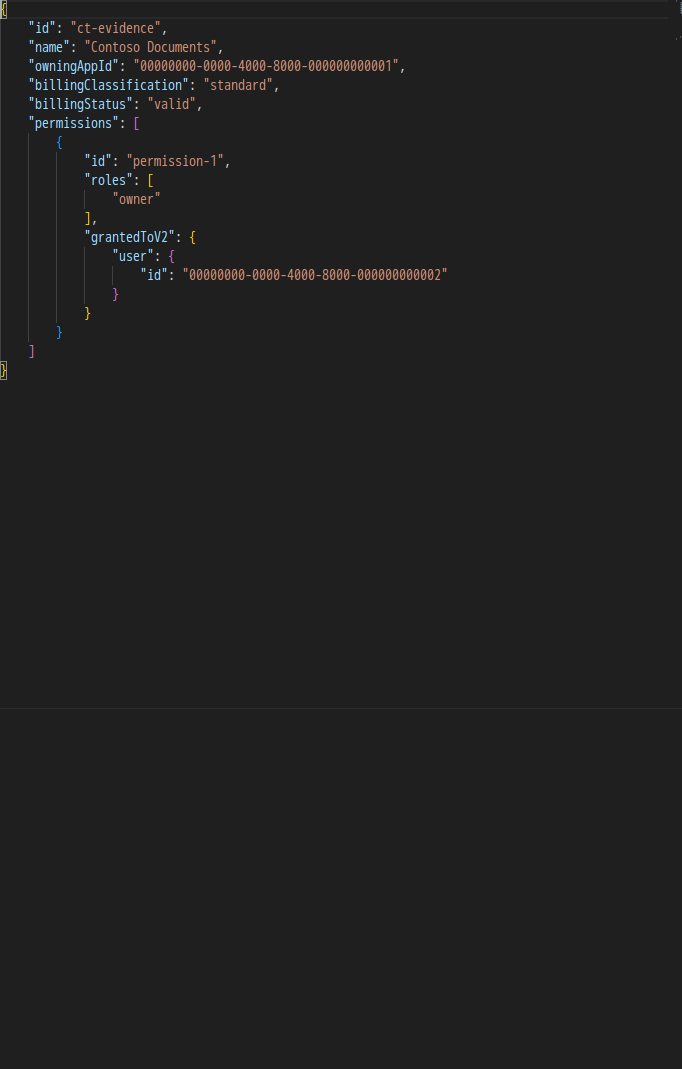 {
    "id": "ct-evidence",
    "name": "Contoso Documents",
    "owningAppId": "00000000-0000-4000-8000-000000000001",
    "billingClassification": "standard",
    "billingStatus": "valid",
    "permissions": [
        {
            "id": "permission-1",
            "roles": [
                "owner"
            ],
            "grantedToV2": {
                "user": {
                    "id": "00000000-0000-4000-8000-000000000002"
                }
            }
        }
    ]
}